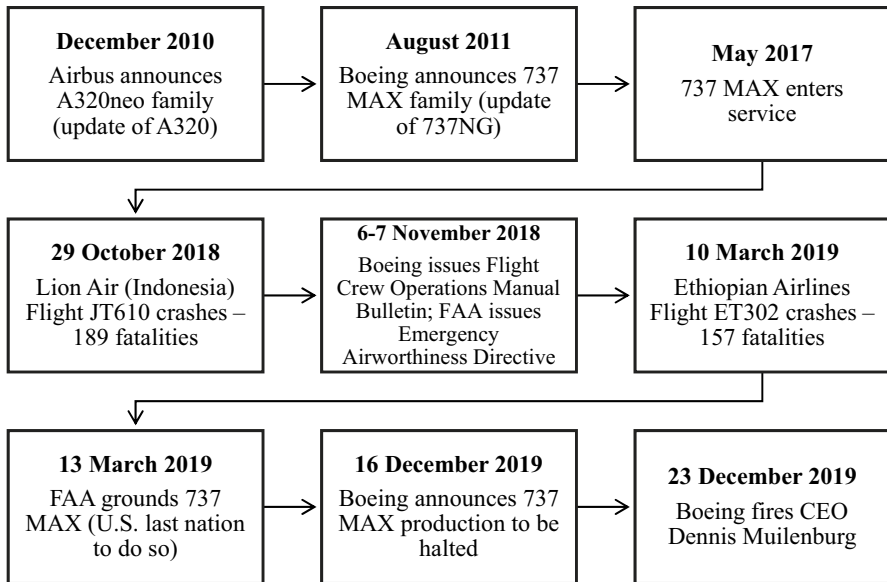 December 2010
Airbus announces
A320neo family
(update of A320)
August 2011
Boeing announces 737
MAX family (update
of 737NG)
May 2017
737 MAX enters
service
29 October 2018
Lion Air (Indonesia)
Flight JT610 crashes –
189 fatalities
6-7 November 2018
Boeing issues Flight
Crew Operations Manual
Bulletin; FAA issues
Emergency
Airworthiness Directive
10 March 2019
Ethiopian Airlines
Flight ET302 crashes –
157 fatalities
13 March 2019
FAA grounds 737
MAX (U.S. last nation
to do so)
16 December 2019
Boeing announces 737
MAX production to be
halted
23 December 2019
Boeing fires CEO
Dennis Muilenburg